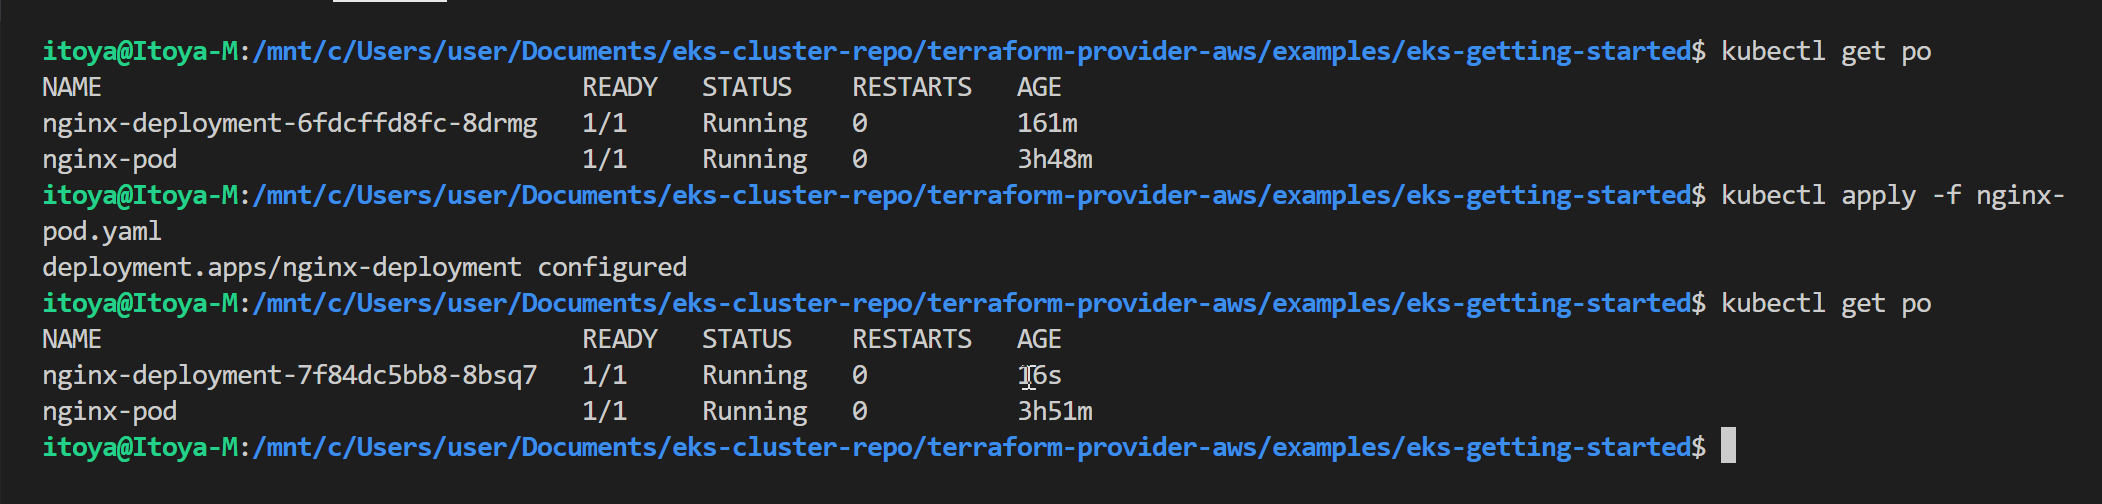 itoya@Itoya-M:/mnt/c/Users/user/Documents/eks-cluster-repo/terraform-provider-aws/examples/eks-getting-started$ kubectl get po
NAME READY STATUS RESTARTS AGE
nginx-deployment-6fdcffd8fc-8drmg 1/1 Running 0 161m
nginx-pod 1/1 Running 0 3h48m
itoya@Itoya-M:/mnt/c/Users/user/Documents/eks-cluster-repo/terraform-provider-aws/examples/eks-getting-started$ kubectl apply -f nginx-
pod.yaml
deployment.apps/nginx-deployment configured
itoya@Itoya-M:/mnt/c/Users/user/Documents/eks-cluster-repo/terraform-provider-aws/examples/eks-getting-started$ kubectl get po
NAME READY STATUS RESTARTS AGE
nginx-deployment-7f84dc5bb8-8bsq7 1/1 Running 0 16s
nginx-pod 1/1 Running 0 3h51m
itoya@Itoya-M:/mnt/c/Users/user/Documents/eks-cluster-repo/terraform-provider-aws/examples/eks-getting-started$